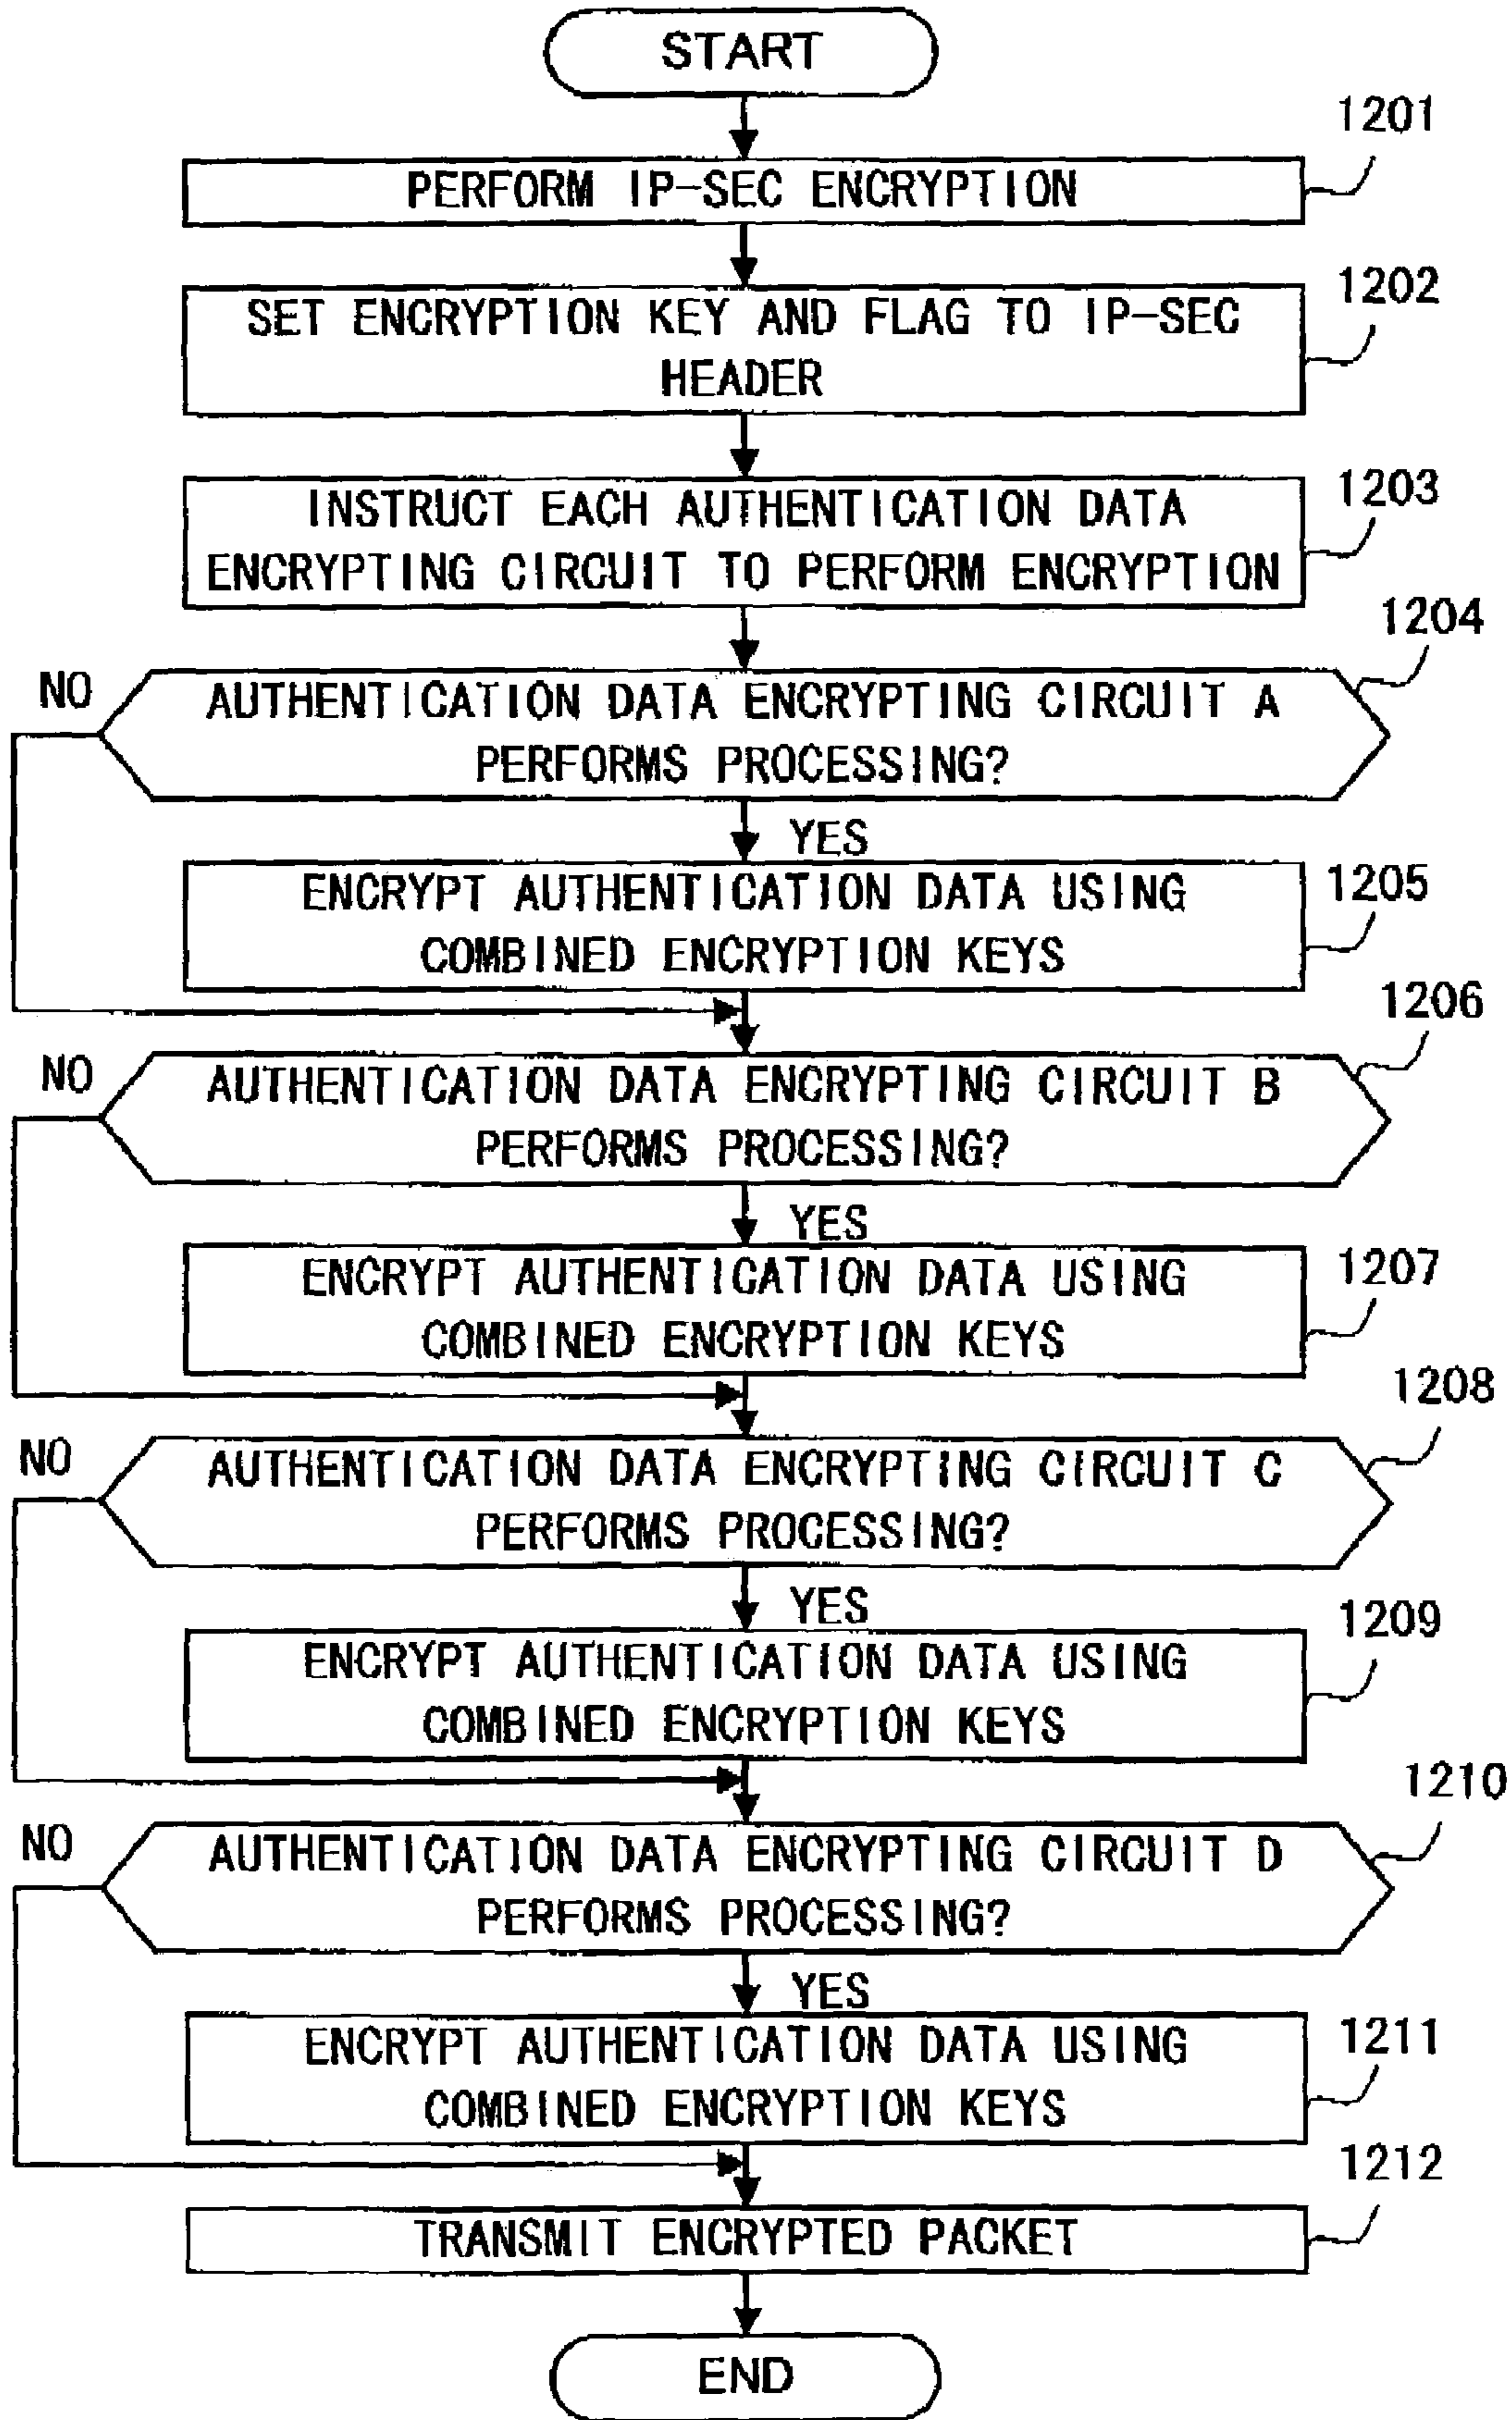 START
1201
PERFORM IP-SEC ENCRYPTION
1202
SET ENCRYPTION KEY AND FLAG TO IP-SEC
HEADER
1203
INSTRUCT EACH AUTHENTICATION DATA
ENCRYPTING CIRCUIT TO PERFORM ENCRYPTION
1204
NO
AUTHENTICATION DATA ENCRYPTING CIRCUIT A
PERFORMS PROCESSING?
YES
1205
ENCRYPT AUTHENTICATION DATA USING
COMBINED ENCRYPTION KEYS
1206
NO
AUTHENTICATION DATA ENCRYPTING CIRCUIT B
PERFORMS PROCESSING?
YES
1207
ENCRYPT AUTHENTICATION DATA USING
COMBINED ENCRYPTION KEYS
1208
NO
AUTHENTICATION DATA ENCRYPTING CIRCUIT C
PERFORMS PROCESSING?
YES
1209
ENCRYPT AUTHENTICATION DATA USING
COMBINED ENCRYPTION KEYS
1210
NO
AUTHENTICATION DATA ENCRYPTING CIRCUIT D
PERFORMS PROCESSING?
YES
1211
ENCRYPT AUTHENTICATION DATA USING
COMBINED ENCRYPTION KEYS
1212
TRANSMIT ENCRYPTED PACKET
END